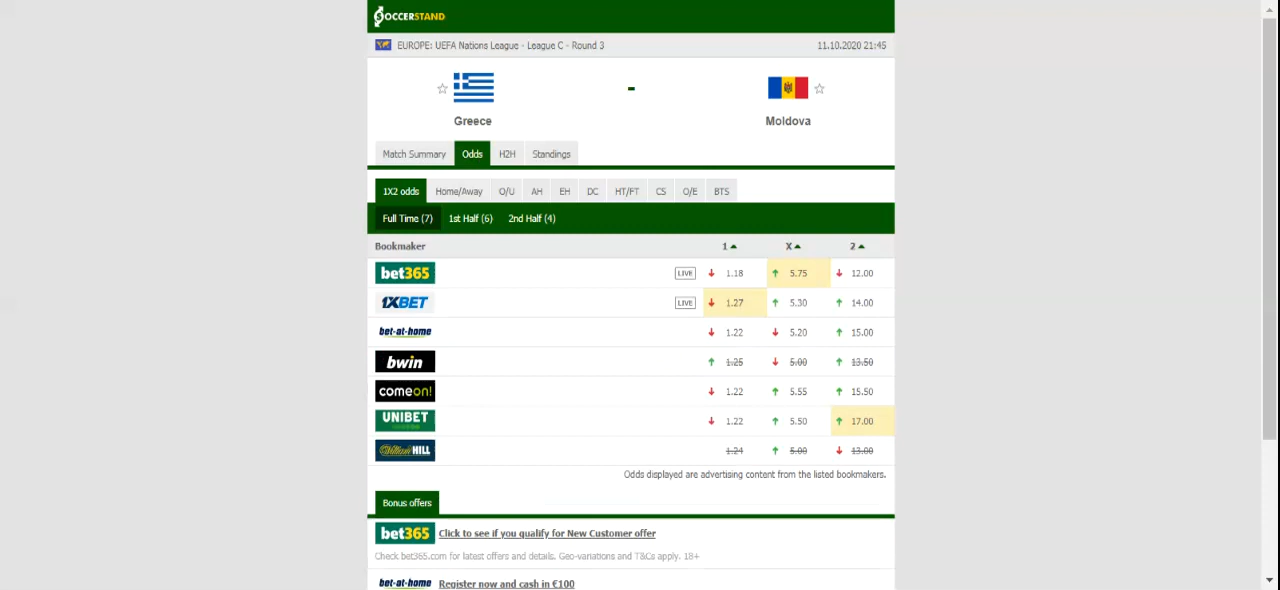 SOCCERSTAND
EUROPE: UEFA Nations League - League C - Round 3 11.10.2020 21:45
-
Greece Moldova
Match Summary Odds H2H Standings
1X2 odds Home/Away O/U AH EH DC HT/FT CS O/E BTS
Full Time (7) 1st Half (6) 2nd Half (4)
Bookmaker 1 X 2
bet365 LIVE 1.18 5.75 12.00
1XBET LIVE 1.27 5.30 14.00
bet-at-home 1.22 5.20 15.00
bwin 1.25 5.00 13.50
comeon! 1.22 5.55 15.50
UNIBET 1.22 5.50 17.00
William HILL 1.24 5.00 13.00
Odds displayed are advertising content from the listed bookmakers.
Bonus offers
bet365 Click to see if you qualify for New Customer offer
Check bet365.com for latest offers and details. Geo-variations and T&Cs apply. 18+
bet-at-home Register now and cash in €100